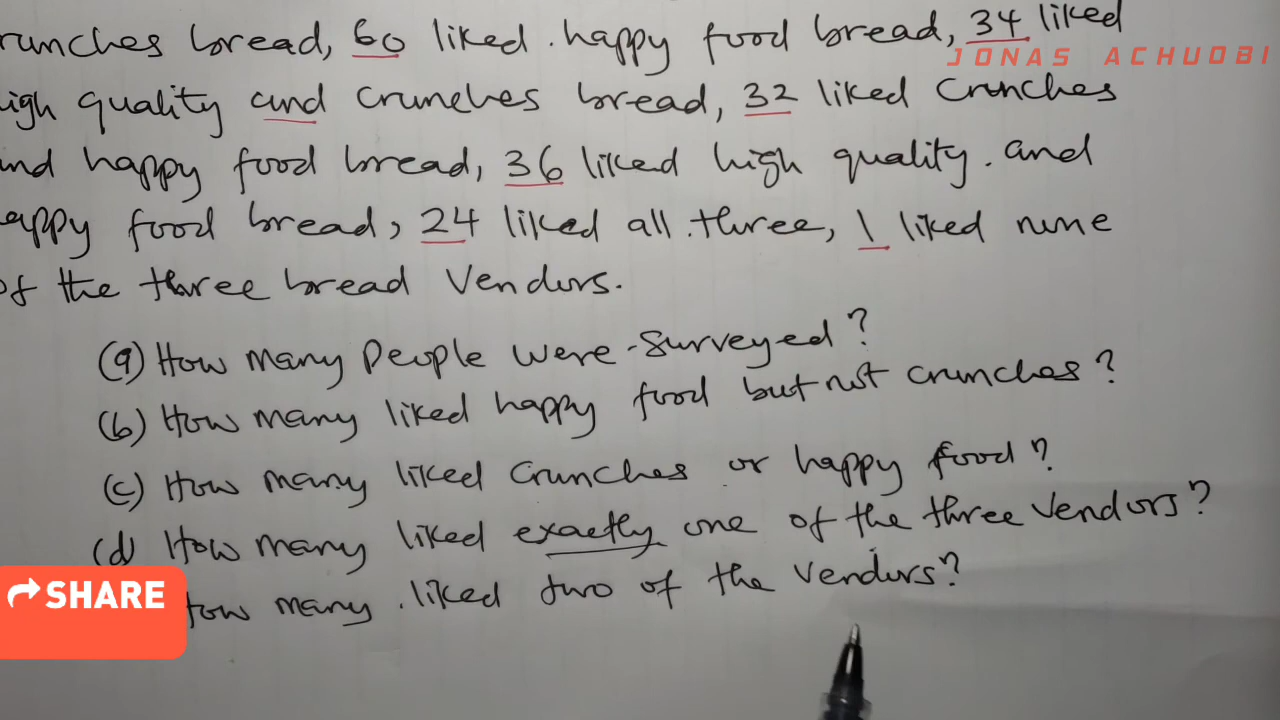 runches bread, 60 liked happy food bread, 34 liked
JONAS ACHUOBI
igh quality and crunches bread, 32 liked crunches
and happy food bread, 36 liked high quality and
appy food bread, 24 liked all three, 1 liked none
of the three bread vendors.
(a) How many people were surveyed?
(b) How many liked happy food but not crunches?
(c) How many liked crunches or happy food?
(d) How many liked exactly one of the three vendors?
SHARE
How many liked two of the vendors?